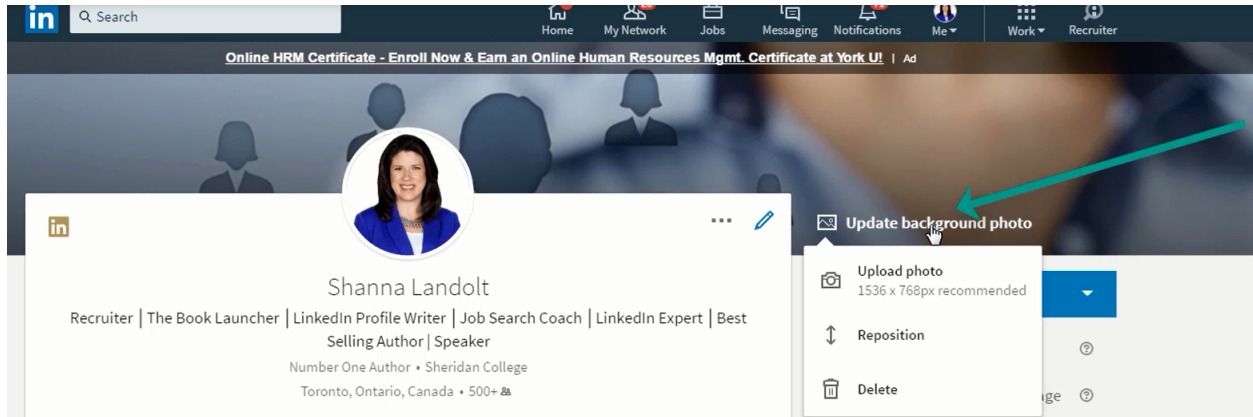 in
Search
Home
My Network
Jobs
Messaging
Notifications
Me
Work
Recruiter
Online HRM Certificate - Enroll Now & Earn an Online Human Resources Mgmt. Certificate at York U! | Ad
in
Update background photo
Upload photo
1536 x 768px recommended
Reposition
Delete
Shanna Landolt
Recruiter | The Book Launcher | LinkedIn Profile Writer | Job Search Coach | LinkedIn Expert | Best
Selling Author | Speaker
Number One Author • Sheridan College
Toronto, Ontario, Canada • 500+